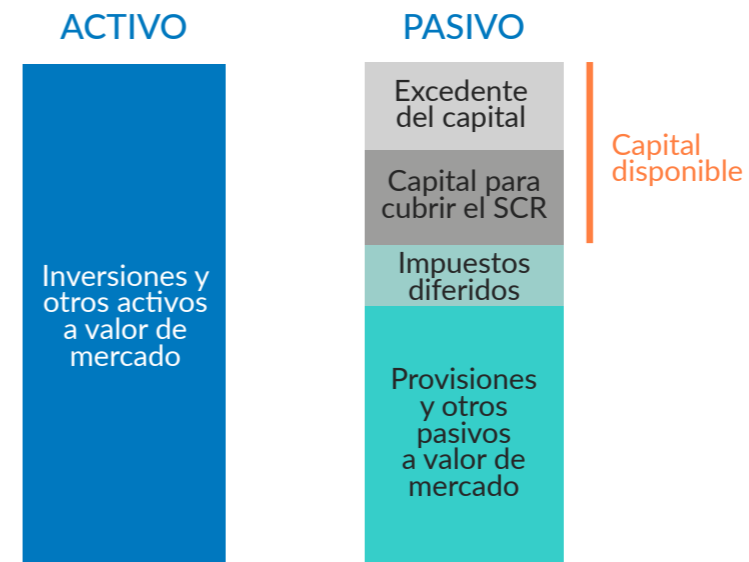 ACTIVO
PASIVO
Inversiones y
otros activos
a valor de
mercado
Excedente
del capital
Capital para
cubrir el SCR
Impuestos
diferidos
Provisiones
y otros
pasivos
a valor de
mercado
Capital
disponible